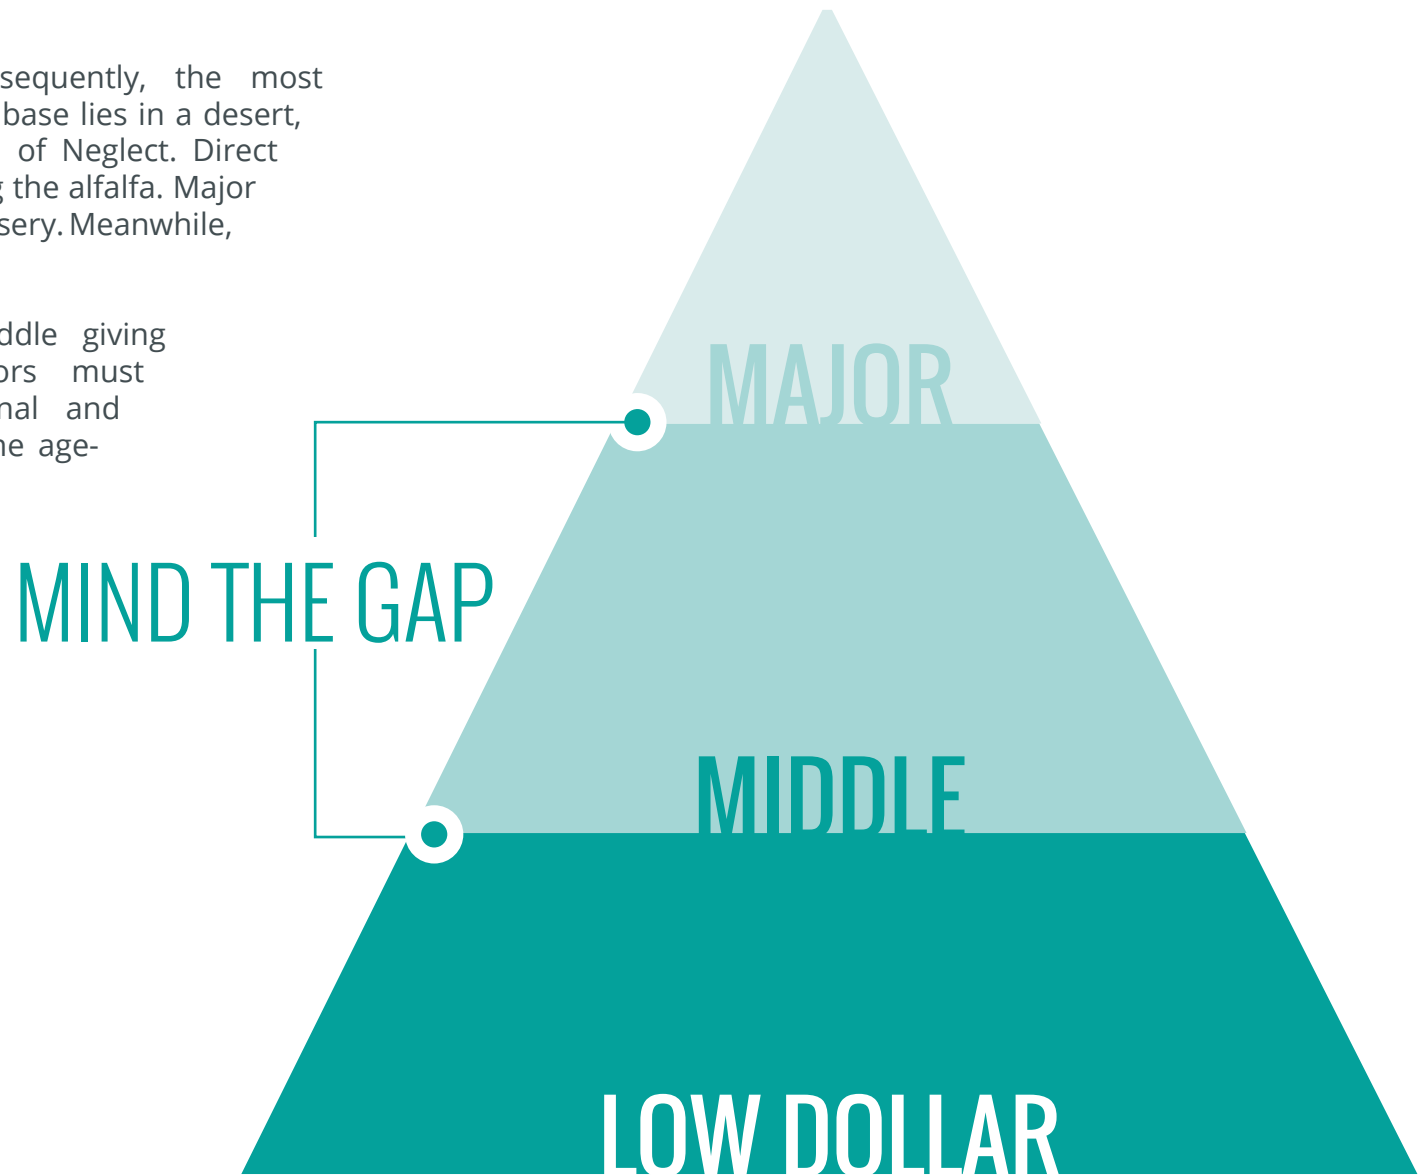 sequently, the most
base lies in a desert,
of Neglect. Direct
the alfalfa. Major
sery. Meanwhile,
ddle giving
ors must
nal and
ne age-
MAJOR
MIND THE GAP
MIDDLE
LOW DOLLAR